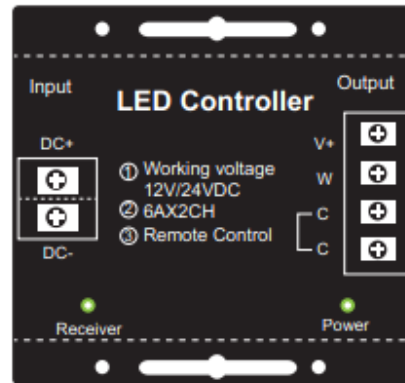 Input
Output
LED Controller
DC+
DC-
① Working voltage
12V/24VDC
② 6AX2CH
③ Remote Control
V+
W
C
C
Receiver
Power